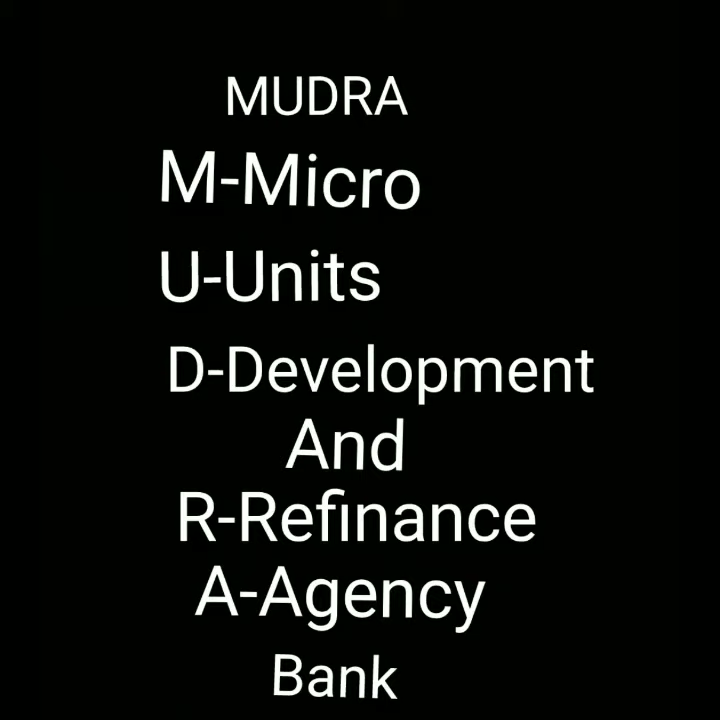 MUDRA
M-Micro
U-Units
D-Development
And
R-Refinance
A-Agency
Bank